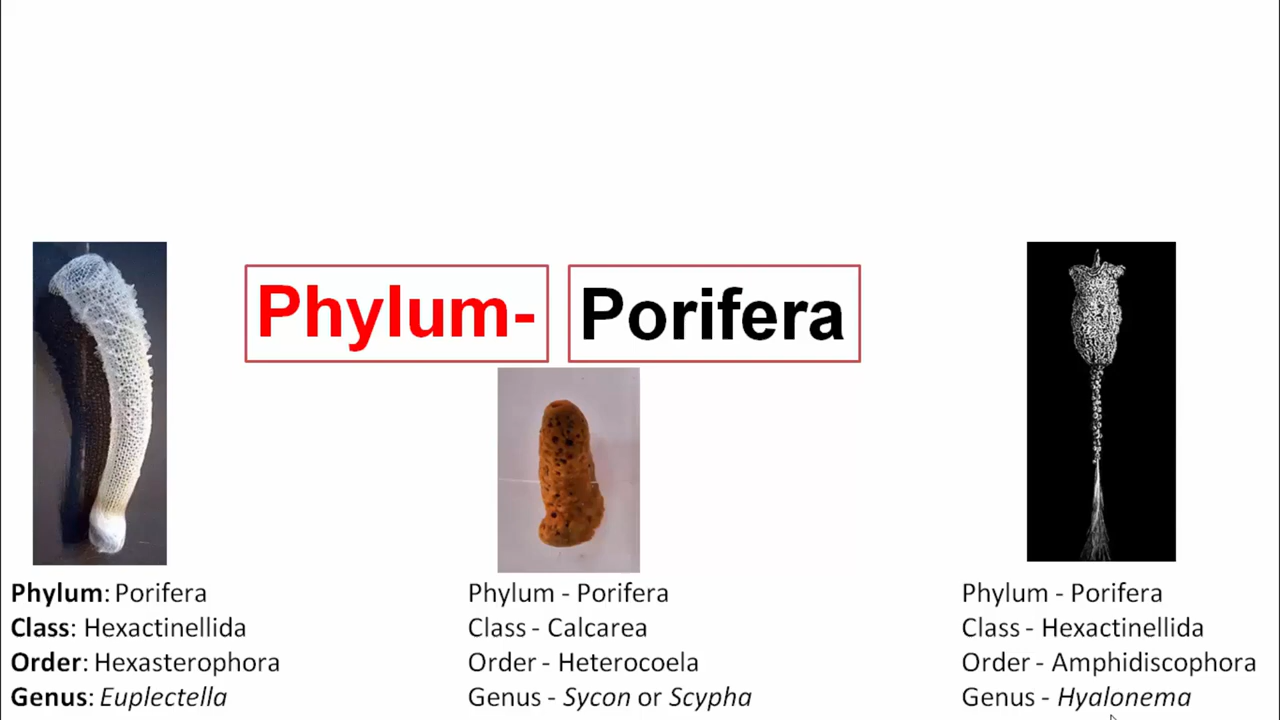 Phylum- Porifera
Phylum: Porifera
Class: Hexactinellida
Order: Hexasterophora
Genus: Euplectella
Phylum - Porifera
Class - Calcarea
Order - Heterocoela
Genus - Sycon or Scypha
Phylum - Porifera
Class - Hexactinellida
Order - Amphidiscophora
Genus - Hyalonema